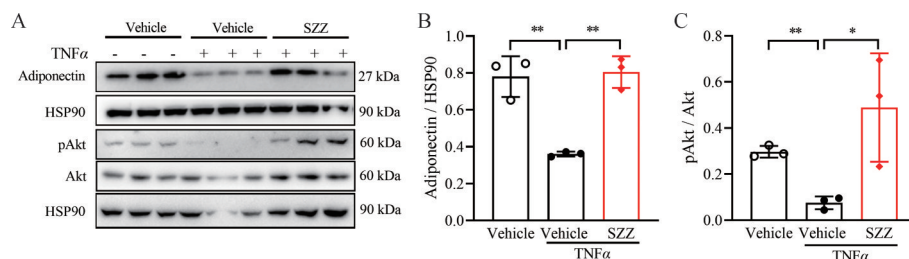 A
Vehicle Vehicle SZZ
TNFα - - - + + + + + +
Adiponectin 27 kDa
HSP90 90 kDa
pAkt 60 kDa
Akt 60 kDa
HSP90 90 kDa
B
** **
Adiponectin / HSP90
0.8
0.6
0.4
0.2
0.0
Vehicle Vehicle SZZ
TNFα
C
** *
pAkt / Akt
0.8
0.6
0.4
0.2
0.0
Vehicle Vehicle SZZ
TNFα